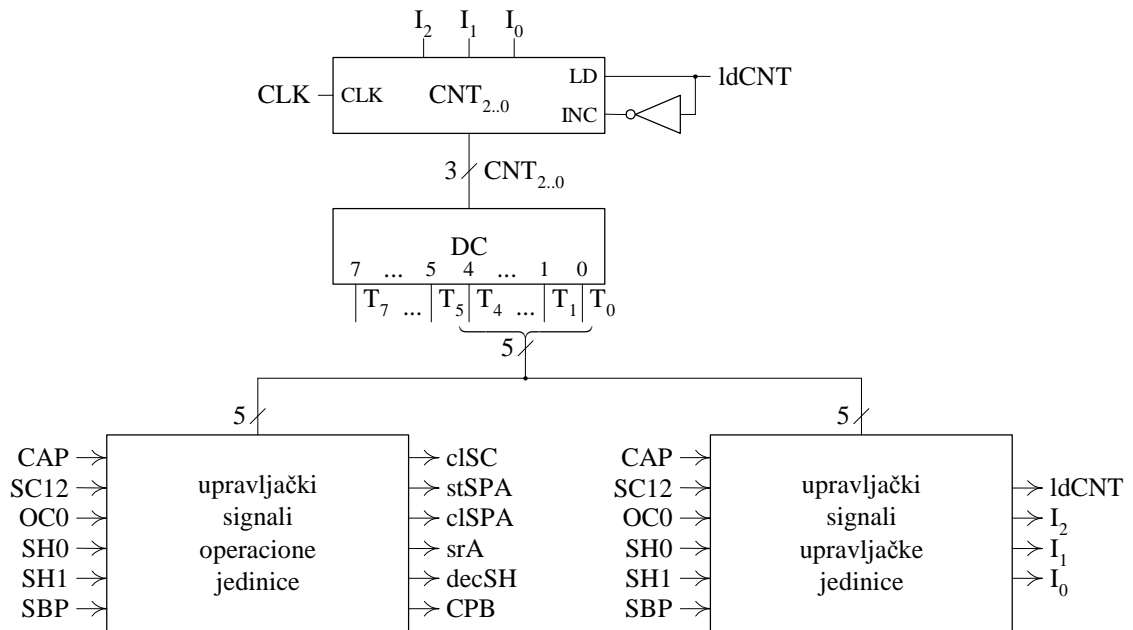 I₂ I₁ I₀
LD ldCNT
CLK CLK CNT₂..₀
INC
3 CNT₂..₀
DC
7 ... 5 4 ... 1 0
T₇ ... T₅ T₄ ... T₁ T₀
5
5 5
CAP clSC CAP
SC12 upravljački stSPA SC12 upravljački ldCNT
OC0 signali clSPA OC0 signali I₂
SH0 operacione srA SH0 upravljačke I₁
SH1 jedinice decSH SH1 jedinice I₀
SBP CPB SBP